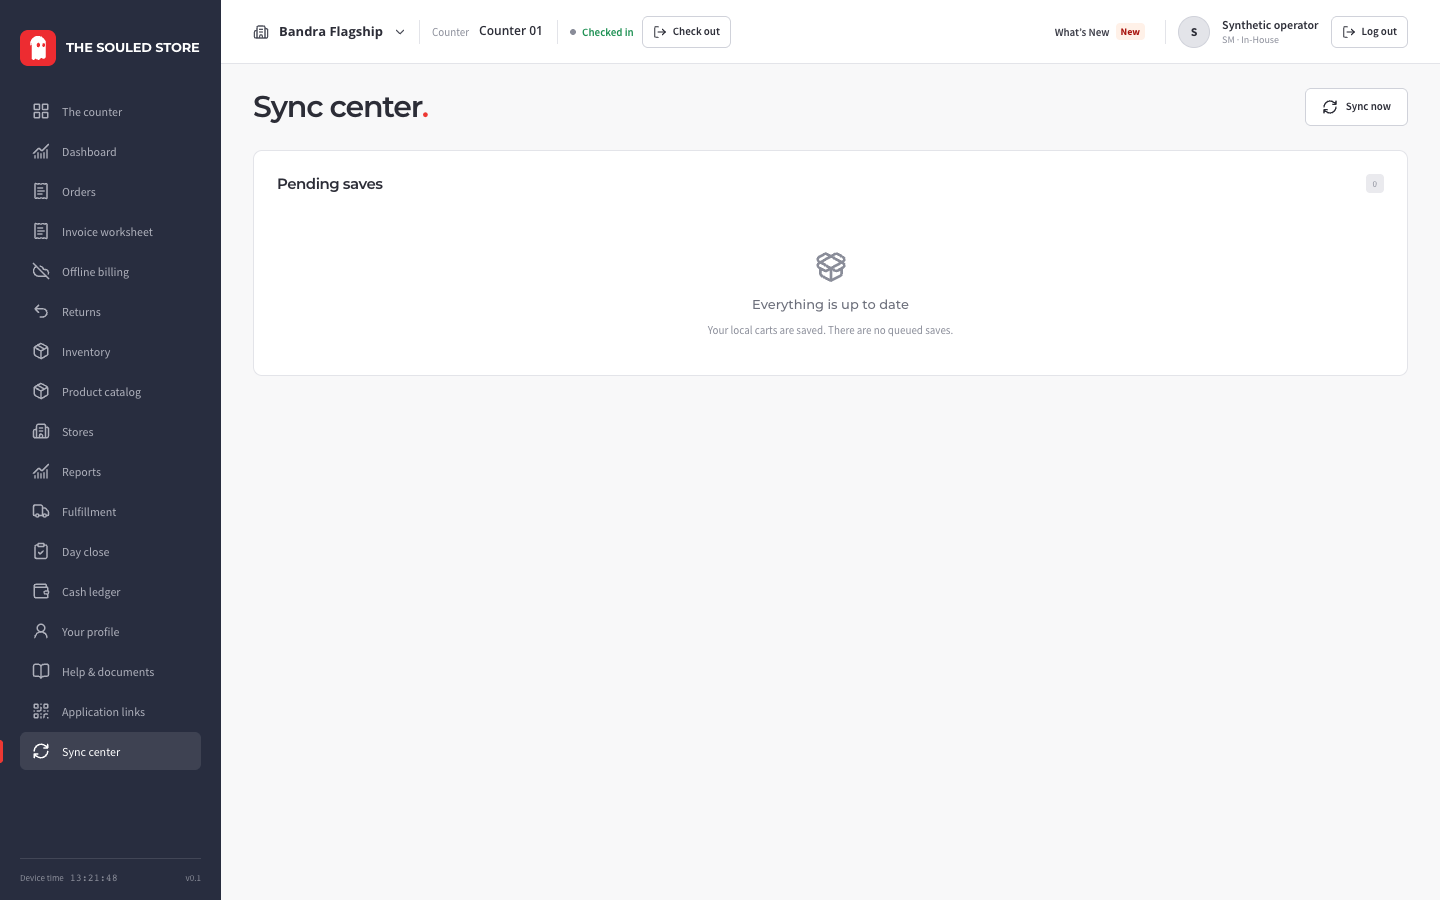 THE SOULED STORE
Bandra Flagship
Counter Counter 01
Checked in
Check out
What's New New
S
Synthetic operator
SM · In-House
Log out
The counter
Dashboard
Orders
Invoice worksheet
Offline billing
Returns
Inventory
Product catalog
Stores
Reports
Fulfillment
Day close
Cash ledger
Your profile
Help & documents
Application links
Sync center
Device time 13:21:48 v0.1
Sync center.
Sync now
Pending saves
0
Everything is up to date
Your local carts are saved. There are no queued saves.